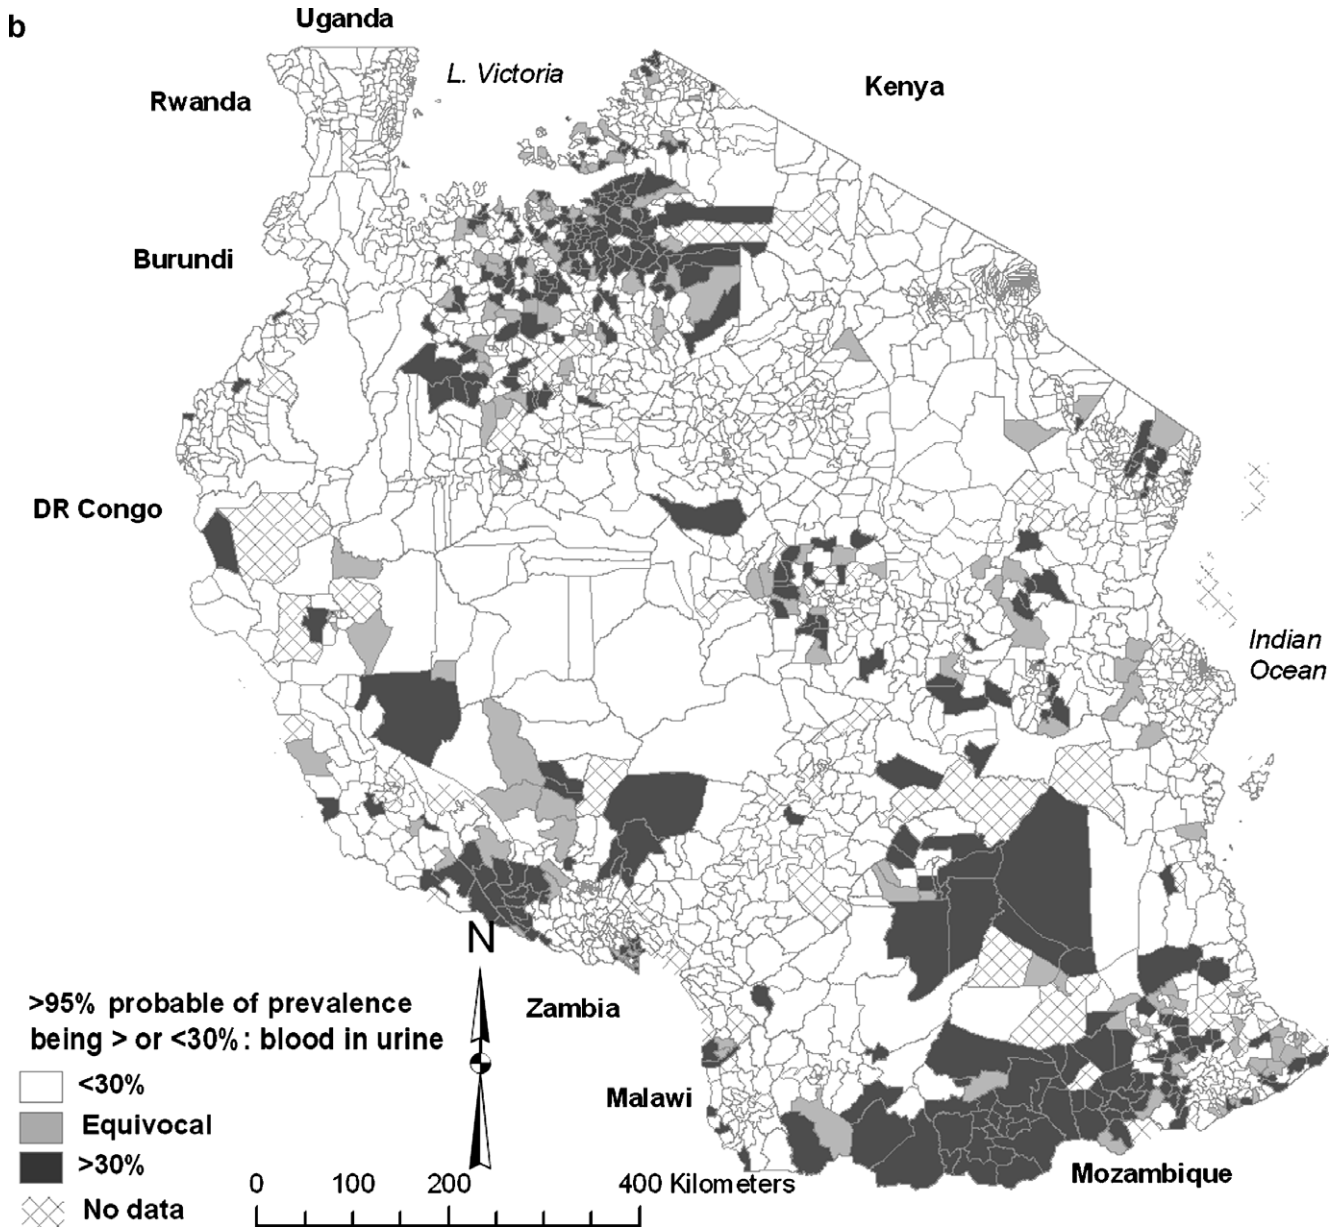 b
Uganda
L. Victoria
Kenya
Rwanda
Burundi
DR Congo
Indian
Ocean
N
Zambia
Malawi
Mozambique
>95% probable of prevalence
being > or <30%: blood in urine
<30%
Equivocal
>30%
No data
0 100 200 400 Kilometers